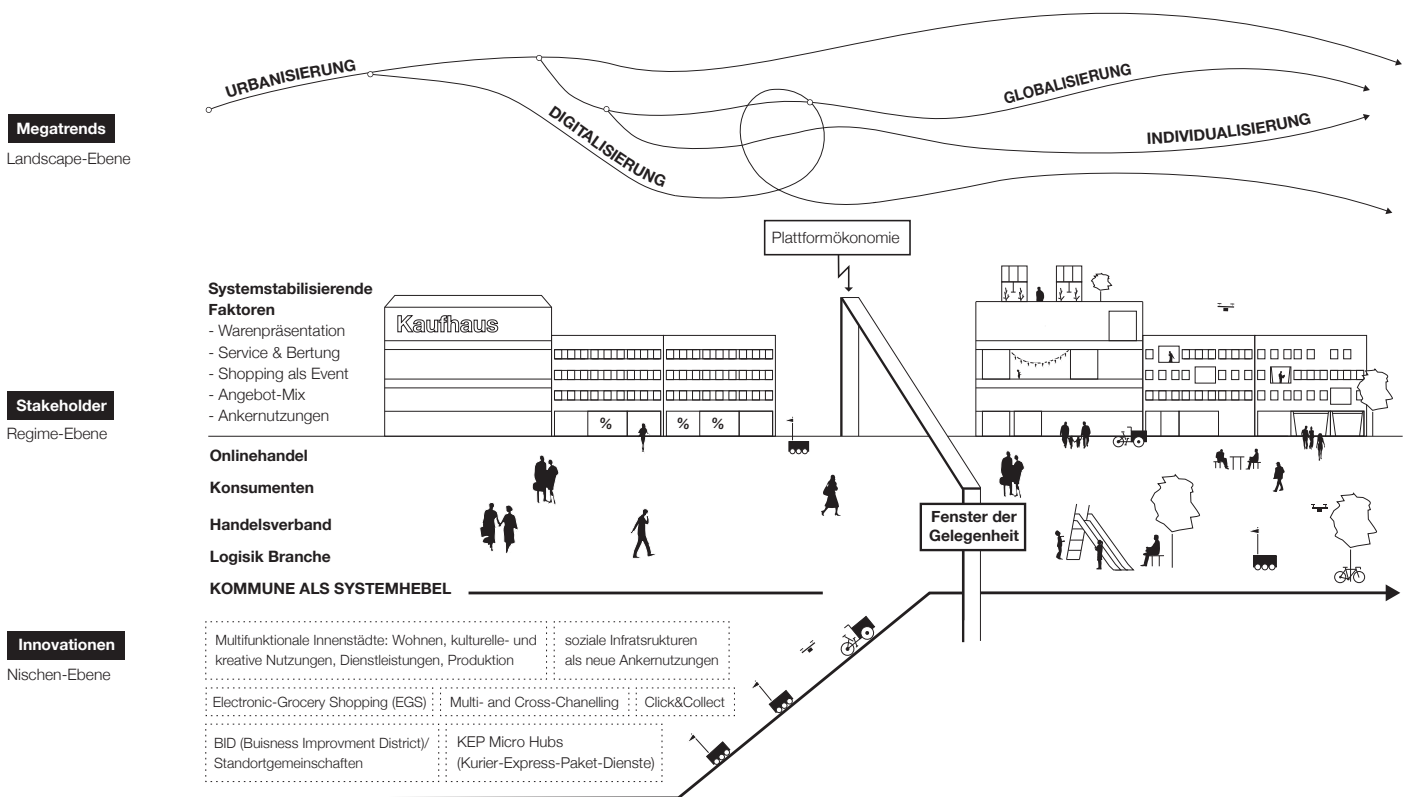 URBANISIERUNG
DIGITALISIERUNG
GLOBALISIERUNG
INDIVIDUALISIERUNG
Megatrends
Landscape-Ebene
Plattformökonomie
Systemstabilisierende
Faktoren
- Warenpräsentation
- Service & Bertung
- Shopping als Event
- Angebot-Mix
- Ankernutzungen
Kaufhaus
% % %
Stakeholder
Regime-Ebene
Onlinehandel
Konsumenten
Handelsverband
Logisik Branche
Fenster der
Gelegenheit
KOMMUNE ALS SYSTEMHEBEL
Innovationen
Nischen-Ebene
Multifunktionale Innenstädte: Wohnen, kulturelle- und
kreative Nutzungen, Dienstleistungen, Produktion
soziale Infratsrukturen
als neue Ankernutzungen
Electronic-Grocery Shopping (EGS)
Multi- and Cross-Chanelling
Click&Collect
BID (Buisness Improvment District)/
Standortgemeinschaften
KEP Micro Hubs
(Kurier-Express-Paket-Dienste)